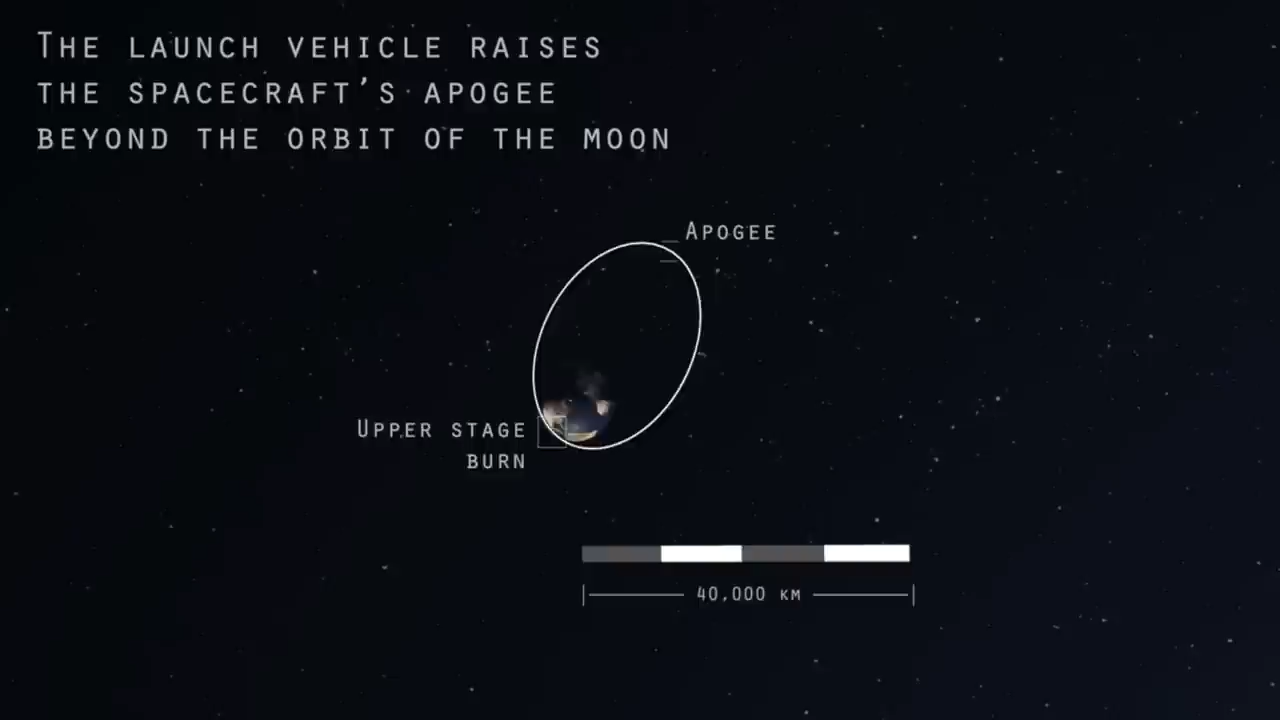 The launch vehicle raises
the spacecraft's apogee
beyond the orbit of the moon
Apogee
Upper stage
burn
40,000 km